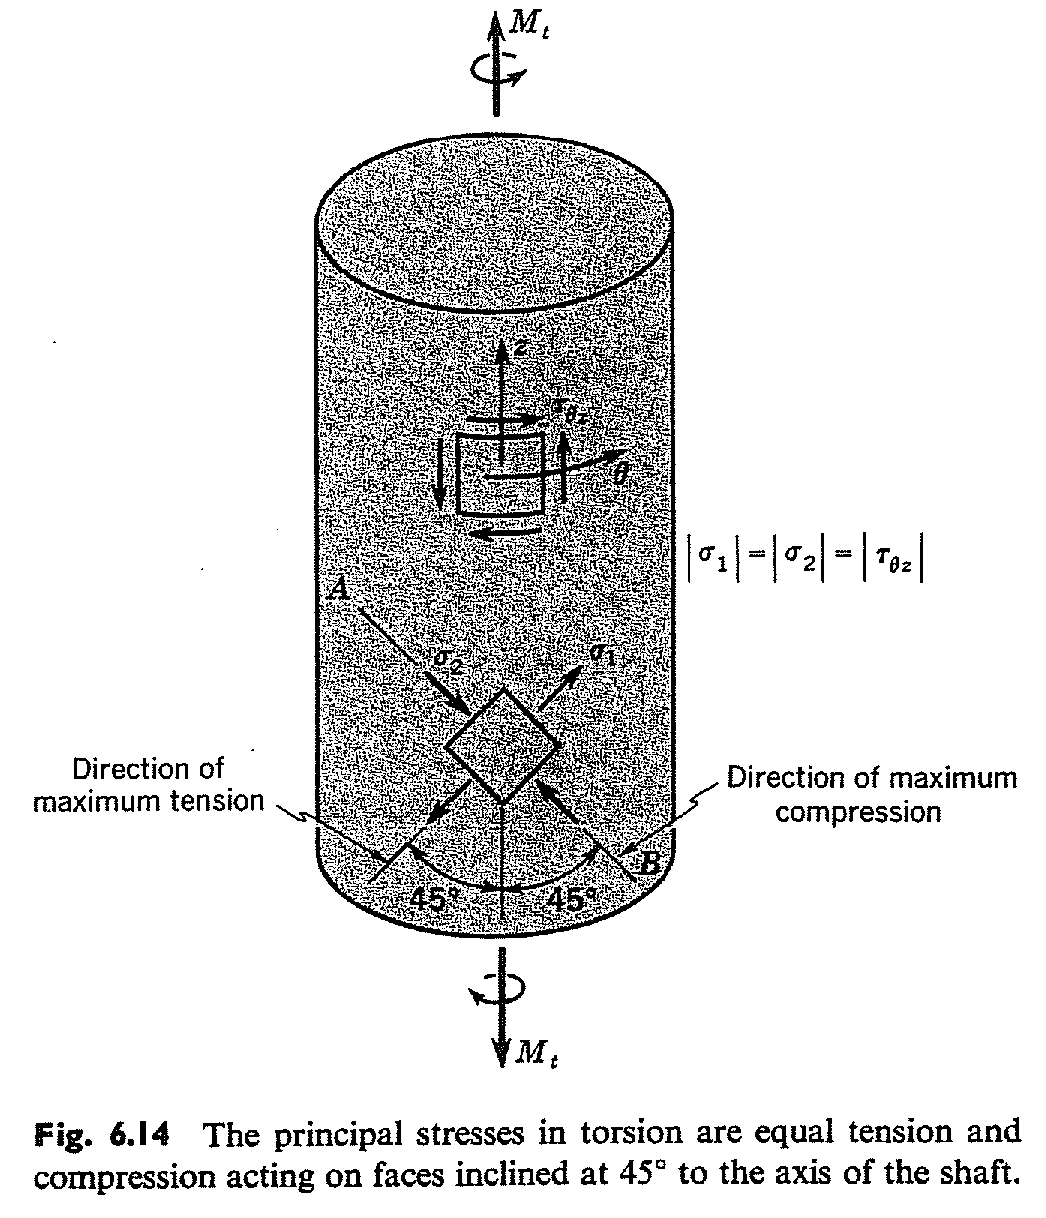 M_t
z
τ_θz
θ
|σ_1| = |σ_2| = |τ_θz|
A
σ_2
σ_1
Direction of
maximum tension
Direction of maximum
compression
B
45° 45°
M_t
Fig. 6.14 The principal stresses in torsion are equal tension and
compression acting on faces inclined at 45° to the axis of the shaft.